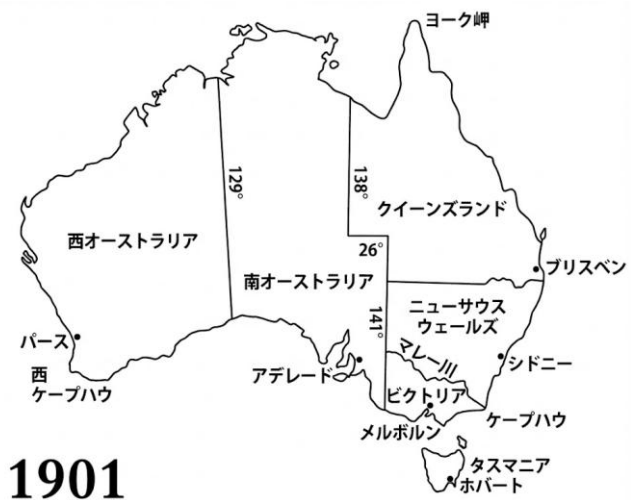 ヨーク岬
129°
138°
クイーンズランド
西オーストラリア
26°
南オーストラリア
ブリスベン
141°
ニューサウス
ウェールズ
パース
マレー川
シドニー
西
ケープハウ
アデレード
ビクトリア
ケープハウ
メルボルン
タスマニア
ホバート
1901